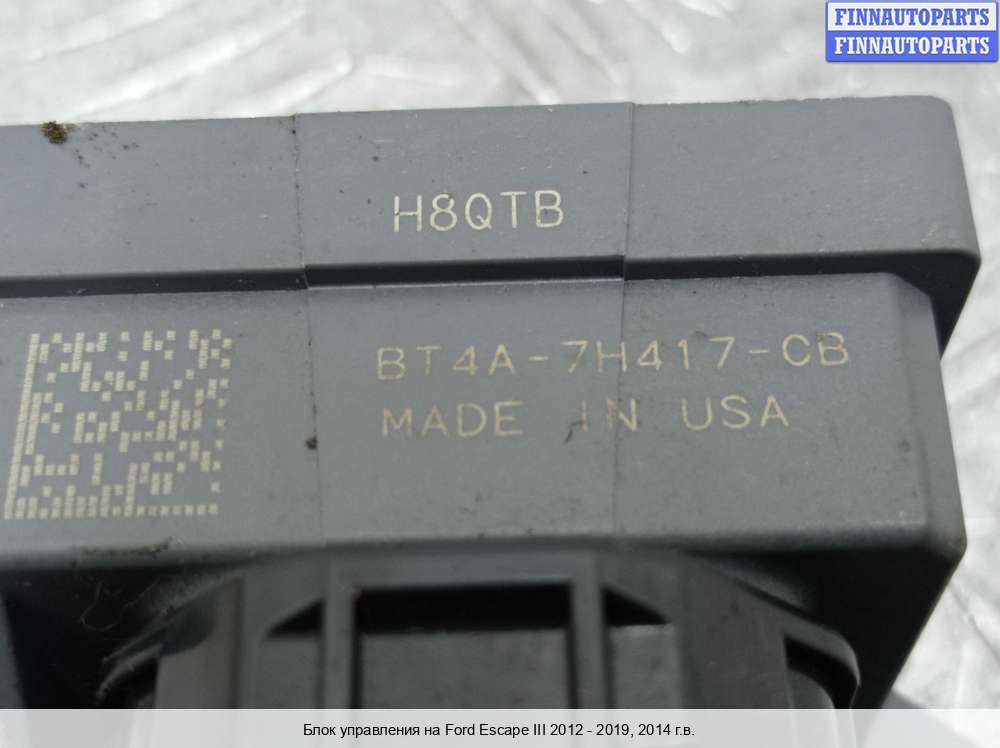 FINNAUTOPARTS
FINNAUTOPARTS
H8QTB
BT4A-7H417-CB
MADE IN USA
Блок управления на Ford Escape III 2012 - 2019, 2014 г.в.